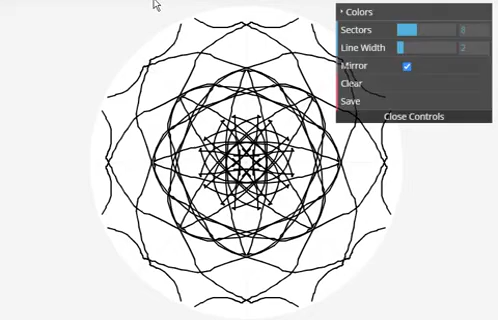 Colors
Sectors 8
Line Width 2
Mirror
Clear
Save
Close Controls